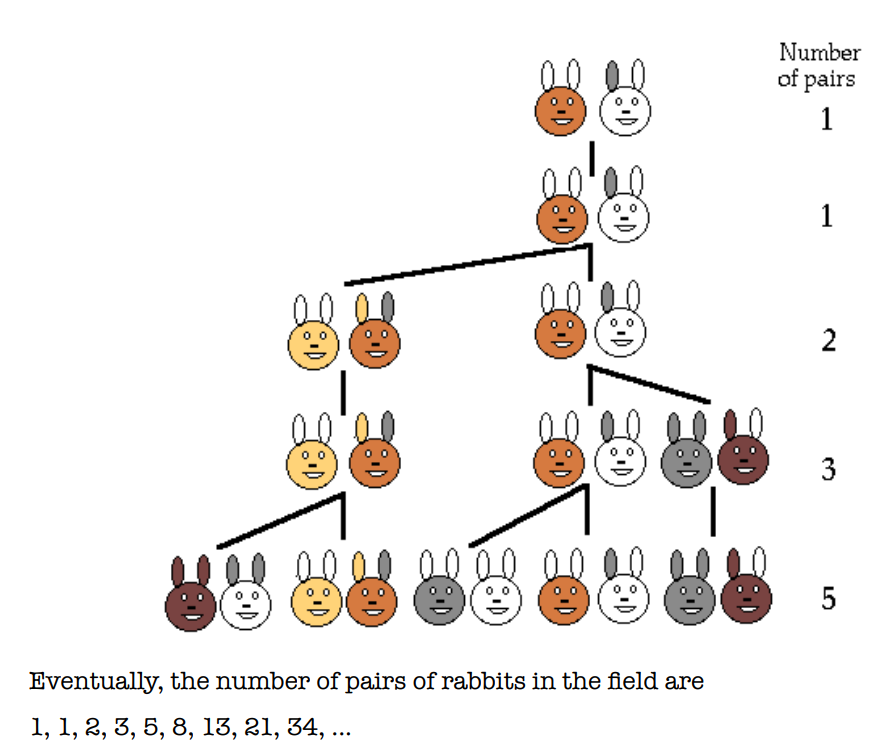 Number
of pairs
1
1
2
3
5
Eventually, the number of pairs of rabbits in the field are
1, 1, 2, 3, 5, 8, 13, 21, 34, ...